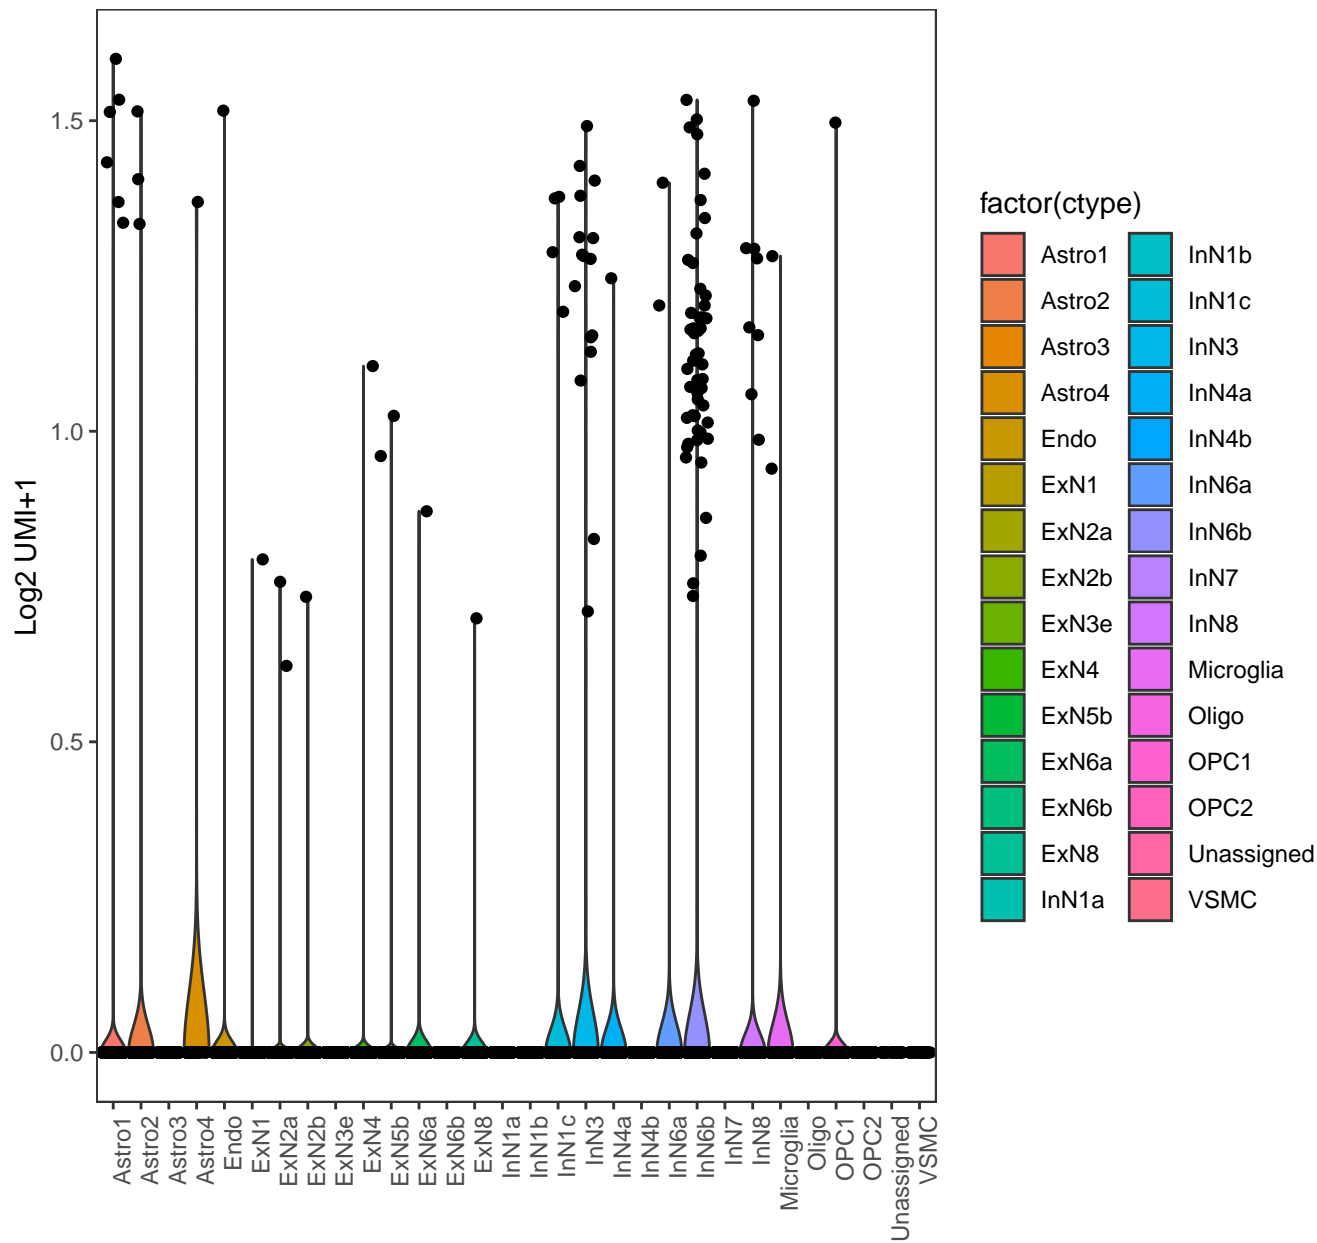 Log2 UMI+1
1.5
1.0
0.5
0.0
Astro1
Astro2
Astro3
Astro4
Endo
ExN1
ExN2a
ExN2b
ExN3e
ExN4
ExN5b
ExN6a
ExN6b
ExN8
InN1a
InN1b
InN1c
InN3
InN4a
InN4b
InN6a
InN6b
InN7
InN8
Microglia
Oligo
OPC1
OPC2
Unassigned
VSMC
factor(ctype)
Astro1
Astro2
Astro3
Astro4
Endo
ExN1
ExN2a
ExN2b
ExN3e
ExN4
ExN5b
ExN6a
ExN6b
ExN8
InN1a
InN1b
InN1c
InN3
InN4a
InN4b
InN6a
InN6b
InN7
InN8
Microglia
Oligo
OPC1
OPC2
Unassigned
VSMC